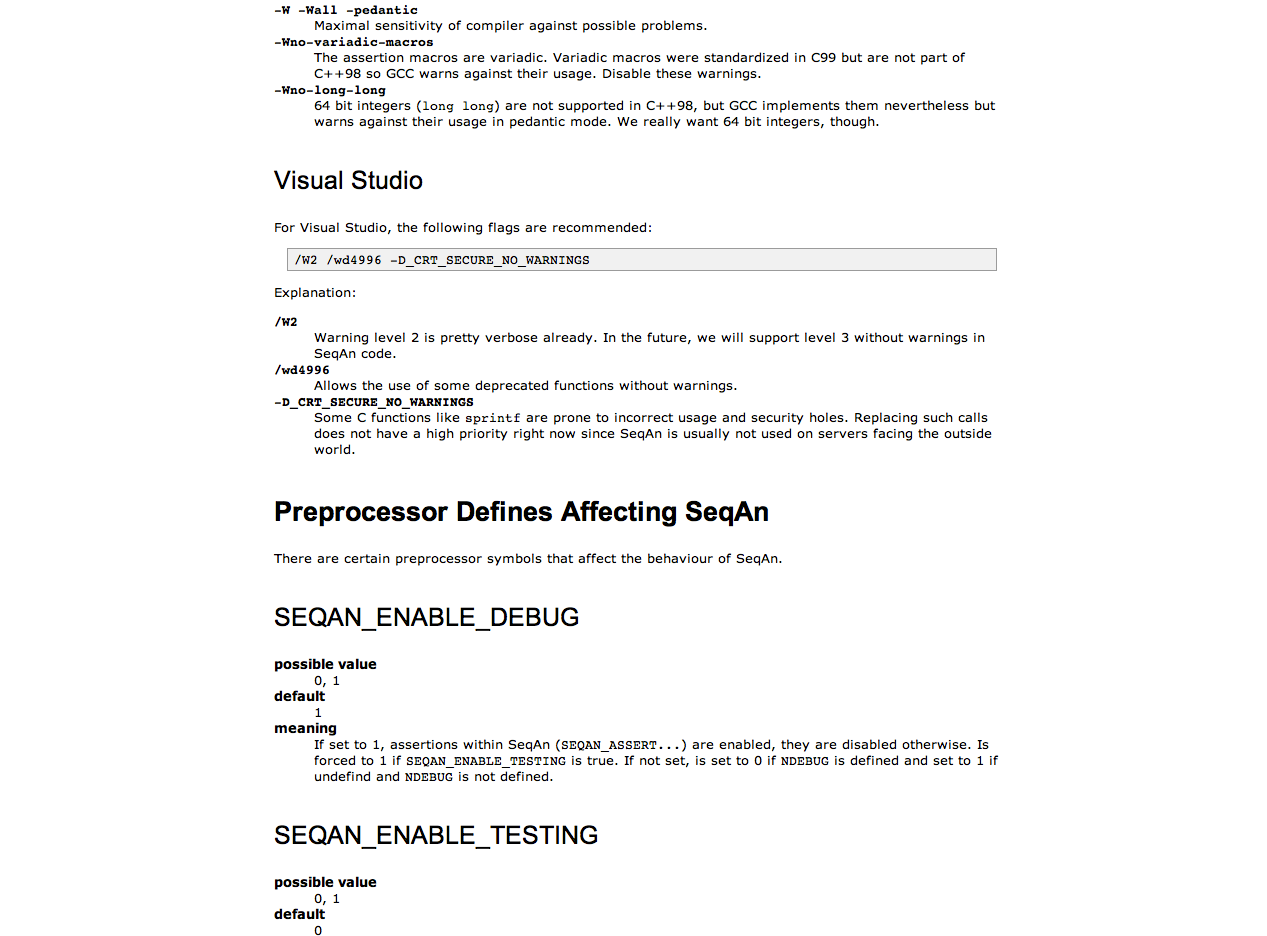 -W -Wall -pedantic
Maximal sensitivity of compiler against possible problems.
-Wno-variadic-macros
The assertion macros are variadic. Variadic macros were standardized in C99 but are not part of
C++98 so GCC warns against their usage. Disable these warnings.
-Wno-long-long
64 bit integers (long long) are not supported in C++98, but GCC implements them nevertheless but
warns against their usage in pedantic mode. We really want 64 bit integers, though.
Visual Studio
For Visual Studio, the following flags are recommended:
/W2 /wd4996 -D_CRT_SECURE_NO_WARNINGS
Explanation:
/W2
Warning level 2 is pretty verbose already. In the future, we will support level 3 without warnings in
SeqAn code.
/wd4996
Allows the use of some deprecated functions without warnings.
-D_CRT_SECURE_NO_WARNINGS
Some C functions like sprintf are prone to incorrect usage and security holes. Replacing such calls
does not have a high priority right now since SeqAn is usually not used on servers facing the outside
world.
Preprocessor Defines Affecting SeqAn
There are certain preprocessor symbols that affect the behaviour of SeqAn.
SEQAN_ENABLE_DEBUG
possible value
0, 1
default
1
meaning
If set to 1, assertions within SeqAn (SEQAN_ASSERT...) are enabled, they are disabled otherwise. Is
forced to 1 if SEQAN_ENABLE_TESTING is true. If not set, is set to 0 if NDEBUG is defined and set to 1 if
undefind and NDEBUG is not defined.
SEQAN_ENABLE_TESTING
possible value
0, 1
default
0